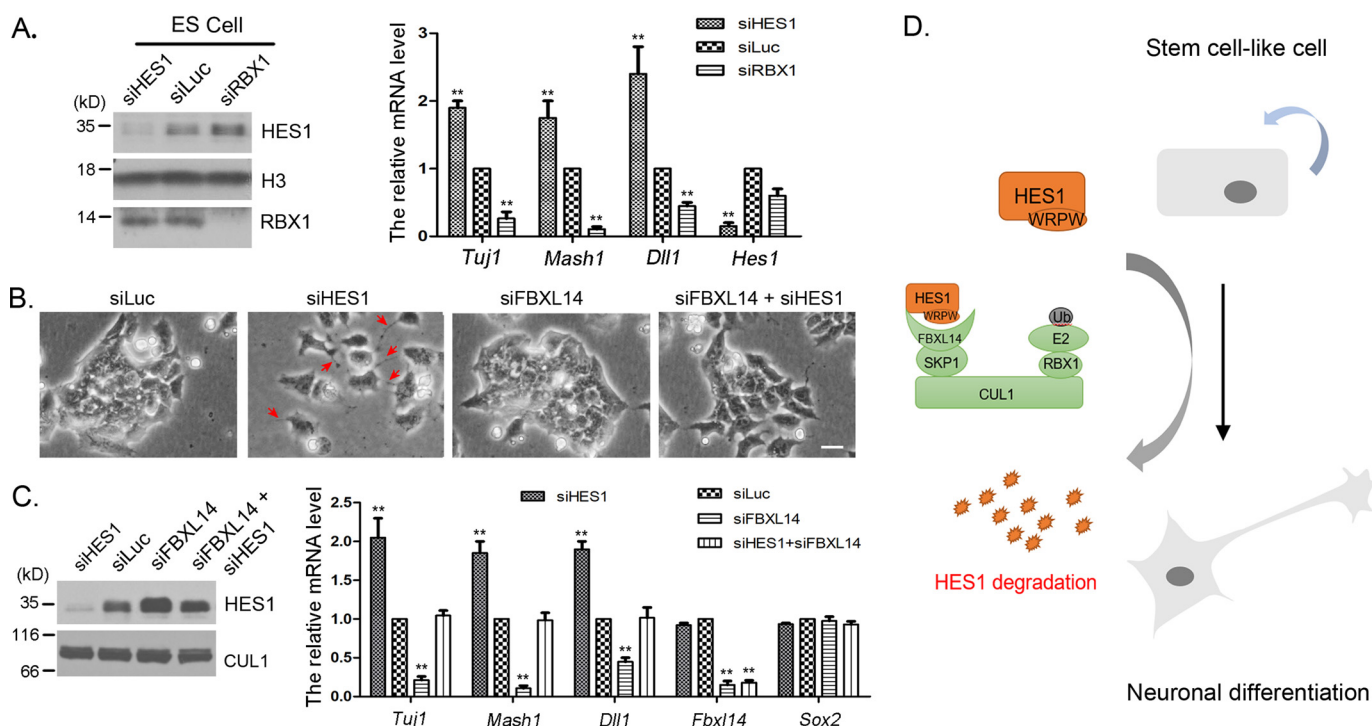 A.
ES Cell
siHES1 siLuc siRBX1
(kD)
35
HES1
18
H3
14
RBX1
The relative mRNA level
3
2
1
0
siHES1
siLuc
siRBX1
** ** **
** ** **
** **
Tuj1 Mash1 Dll1 Hes1
B.
siLuc siHES1 siFBXL14 siFBXL14 + siHES1
C.
siHES1 siLuc siFBXL14 siFBXL14 + siHES1
(kD)
35
HES1
116
CUL1
66
The relative mRNA level
2.5
2.0
1.5
1.0
0.5
0.0
siHES1
siLuc
siFBXL14
siHES1+siFBXL14
** ** **
** ** ** ** **
Tuj1 Mash1 Dll1 Fbxl14 Sox2
D.
Stem cell-like cell
HES1
WRPW
HES1
WRPW
FBXL14
SKP1
Ub
E2
RBX1
CUL1
HES1 degradation
Neuronal differentiation